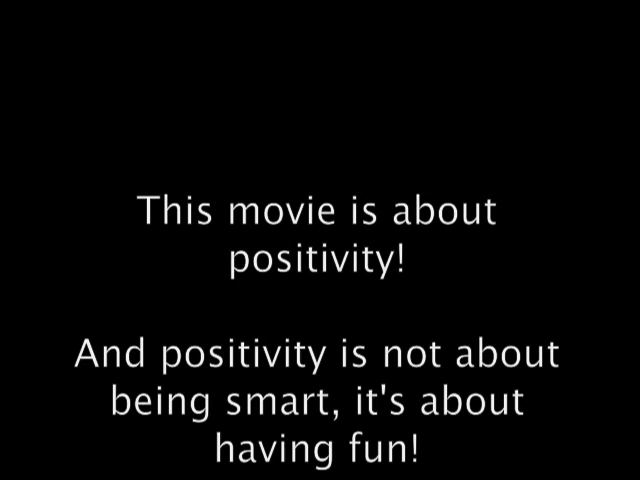 This movie is about
positivity!
And positivity is not about
being smart, it's about
having fun!